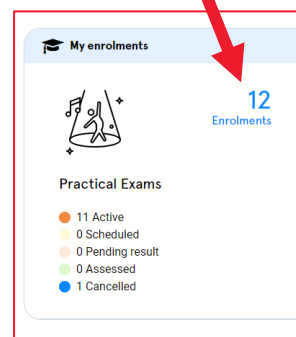 My enrolments
12
Enrolments
Practical Exams
11 Active
0 Scheduled
0 Pending result
0 Assessed
1 Cancelled